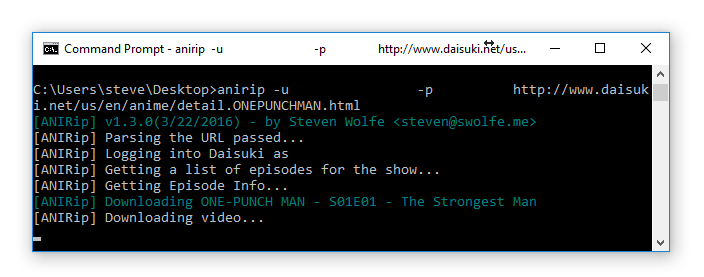 Command Prompt - anirip -u -p http://www.daisuki.net/us...
C:\Users\steve\Desktop>anirip -u -p http://www.daisuk
i.net/us/en/anime/detail.ONEPUNCHMAN.html
[ANIRip] v1.3.0(3/22/2016) - by Steven Wolfe <steven@swolfe.me>
[ANIRip] Parsing the URL passed...
[ANIRip] Logging into Daisuki as
[ANIRip] Getting a list of episodes for the show...
[ANIRip] Getting Episode Info...
[ANIRip] Downloading ONE-PUNCH MAN - S01E01 - The Strongest Man
[ANIRip] Downloading video...